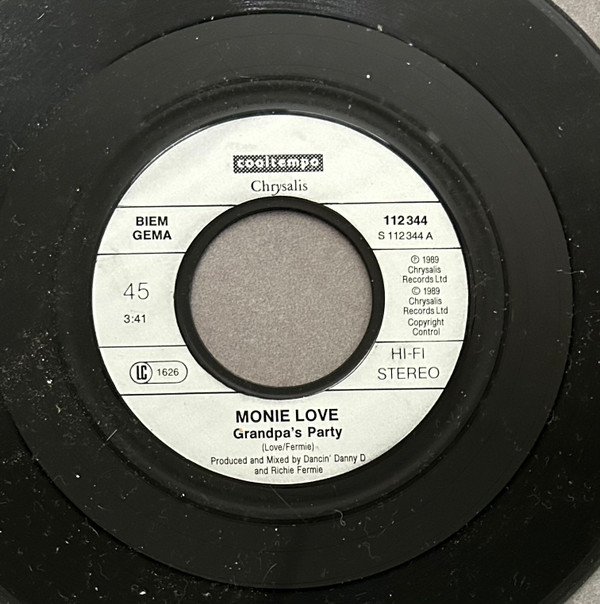 cooltempo
Chrysalis
BIEM
GEMA
112 344
S 112 344 A
45
3:41
℗ 1989
Chrysalis
Records Ltd
© 1989
Chrysalis
Records Ltd
Copyright
Control
LC 1626
HI-FI
STEREO
MONIE LOVE
Grandpa's Party
(Love/Fermie)
Produced and Mixed by Dancin' Danny D
and Richie Fermie